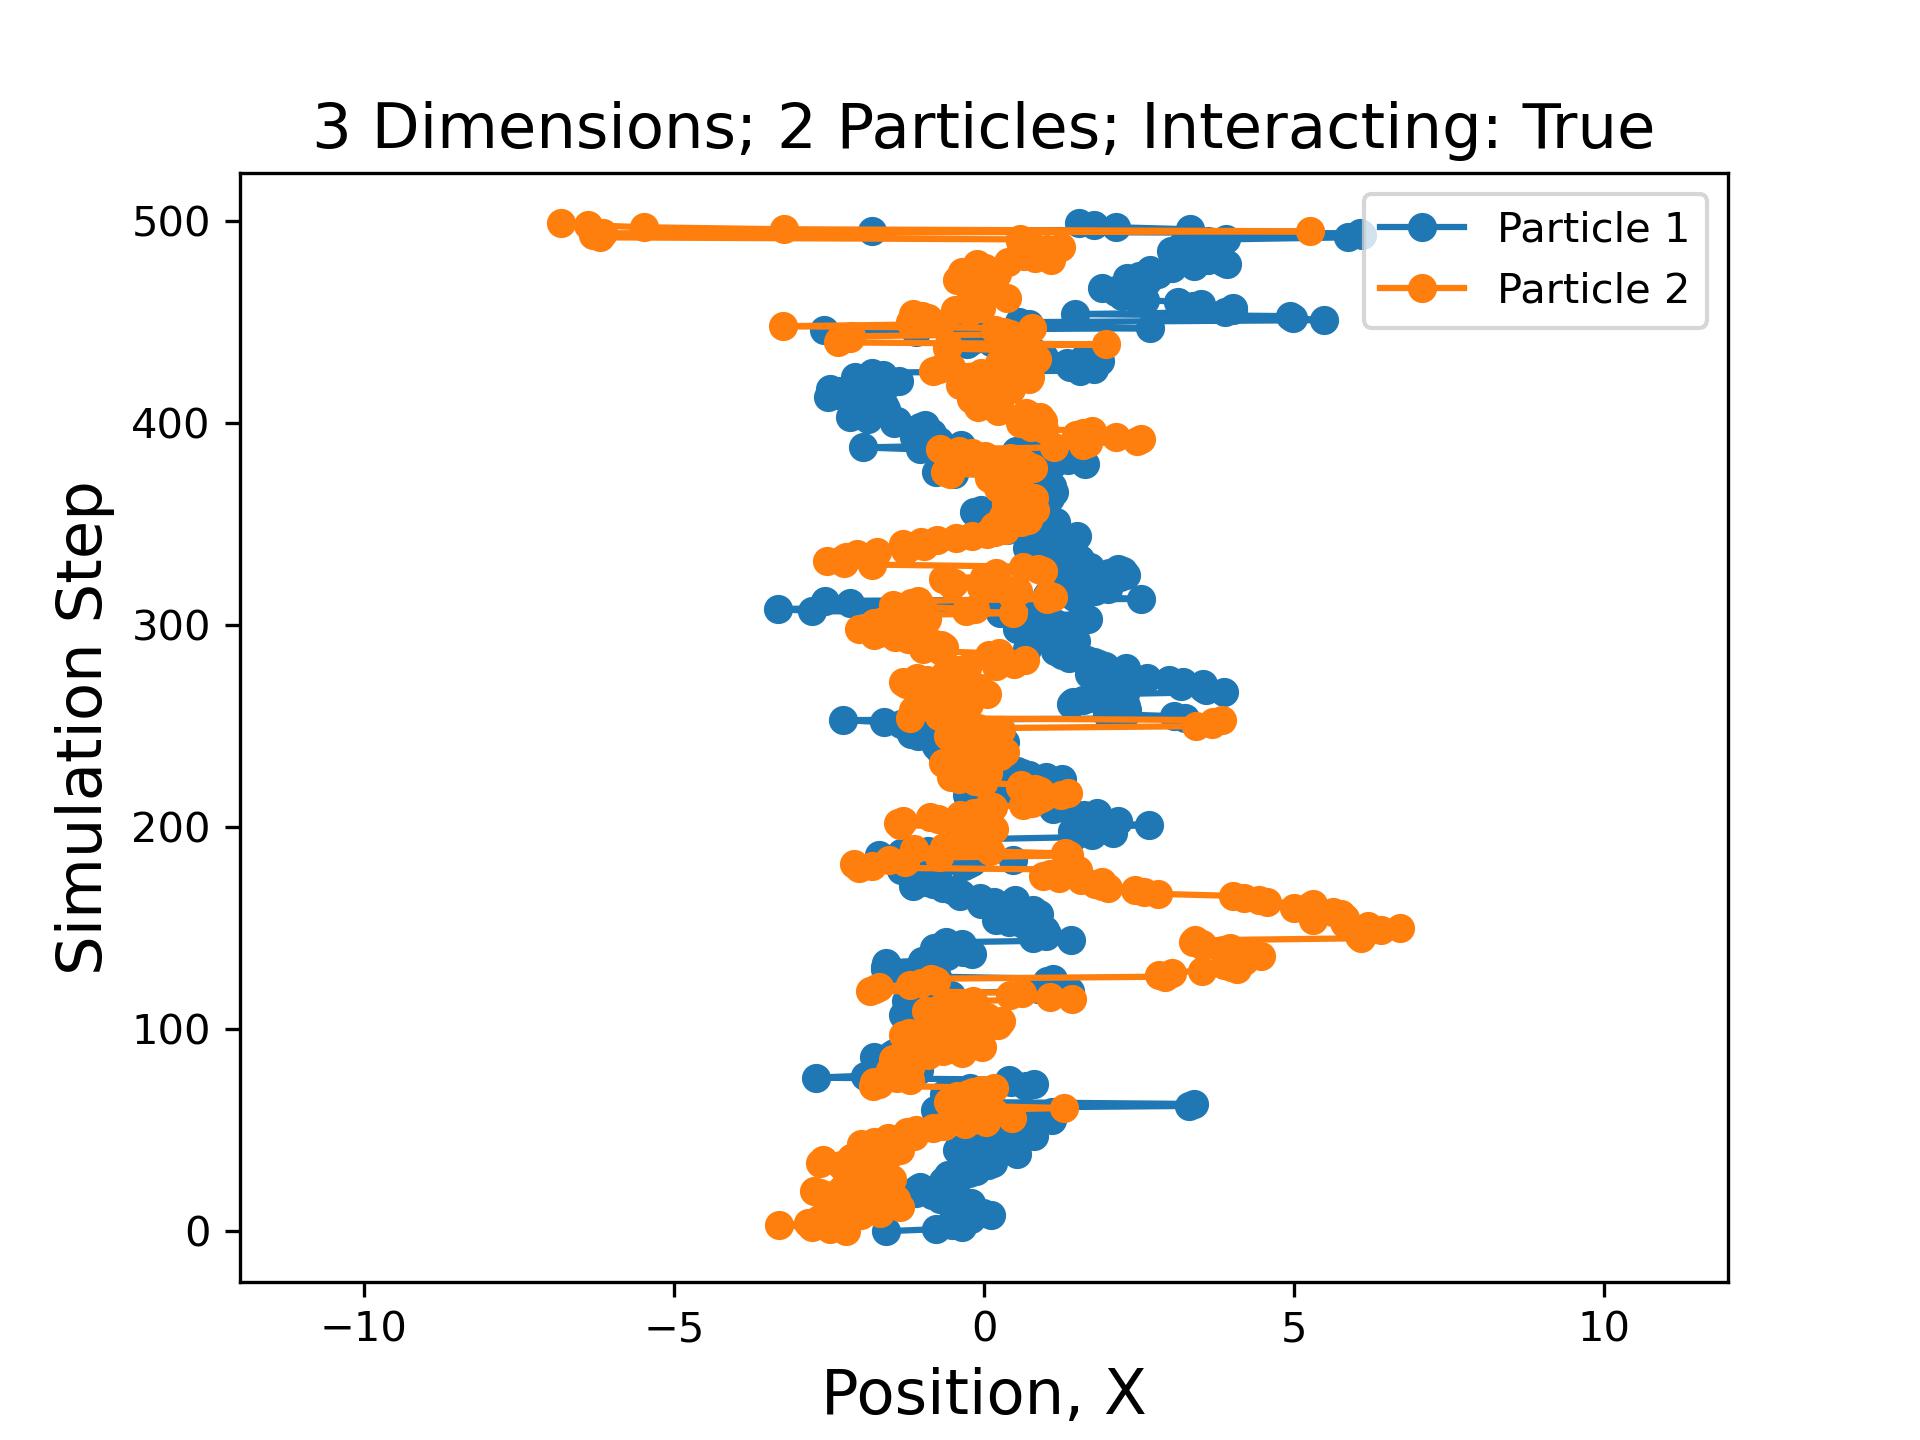 3 Dimensions; 2 Particles; Interacting: True
Particle 1
Particle 2
Simulation Step
500
400
300
200
100
0
−10
−5
0
5
10
Position, X